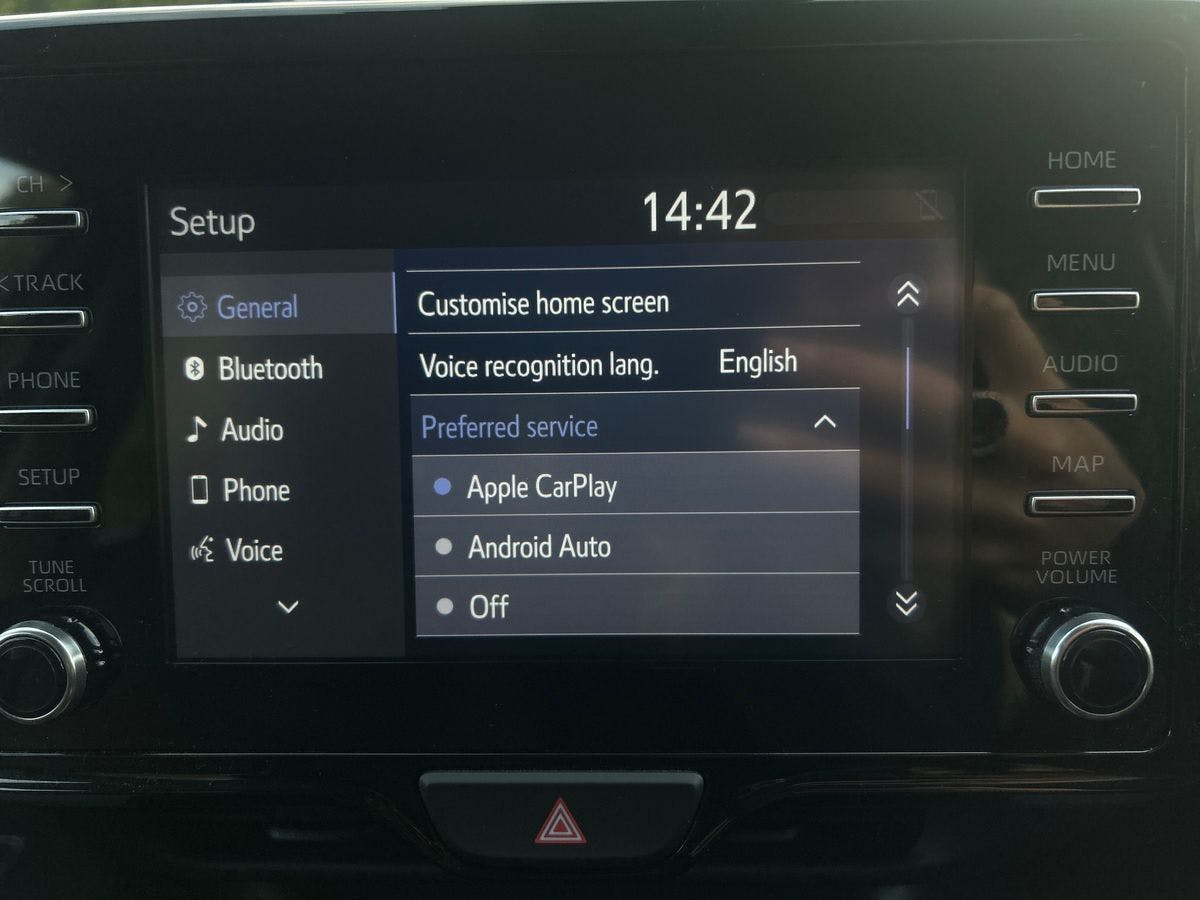 Setup 14:42
General
Bluetooth
Audio
Phone
Voice
Customise home screen
Voice recognition lang. English
Preferred service
Apple CarPlay
Android Auto
Off
CH >
< TRACK
PHONE
SETUP
TUNE
SCROLL
HOME
MENU
AUDIO
MAP
POWER
VOLUME